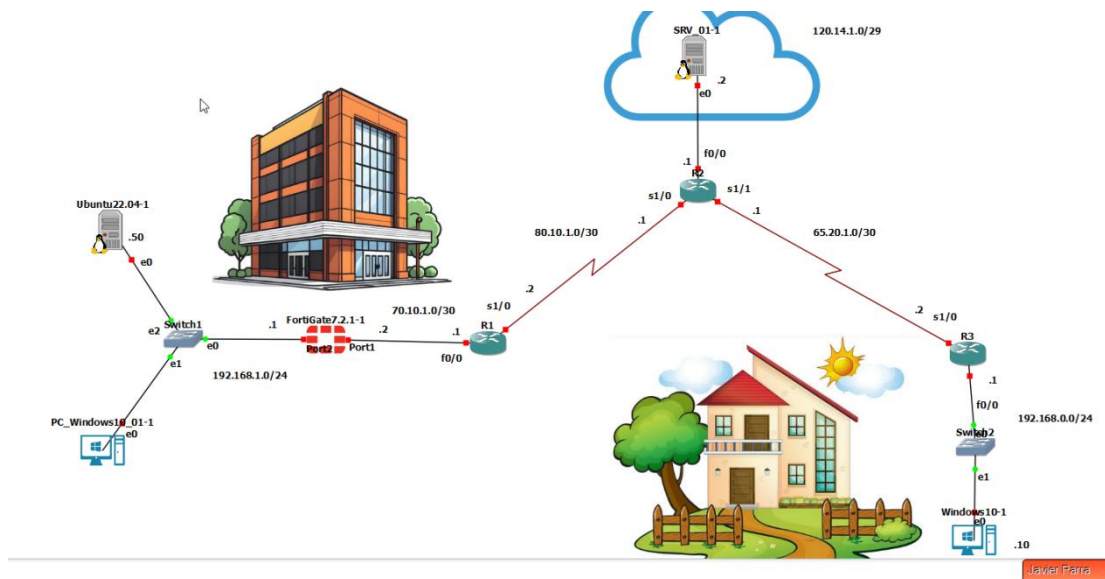 SRV_01-1
120.14.1.0/29
.2
e0
f0/0
.1
R2
s1/0
s1/1
.1
.1
80.10.1.0/30
65.20.1.0/30
Ubuntu22.04-1
.50
e0
.2
s1/0
.2
s1/0
R3
70.10.1.0/30
FortiGate7.2.1-1
R1
Switch1
e2
.1
.2
.1
e0
Port2
Port1
f0/0
e1
192.168.1.0/24
.1
f0/0
192.168.0.0/24
PC_Windows10_01-1
e0
Switch2
e0
e1
Windows10-1
e0
.10
Javier Parra